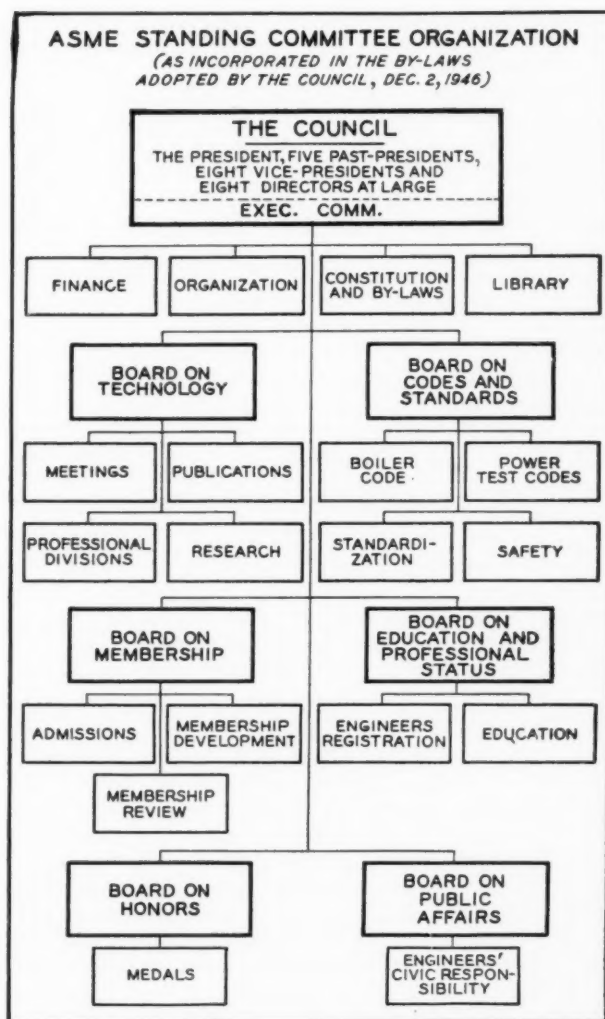 ASME STANDING COMMITTEE ORGANIZATION
(AS INCORPORATED IN THE BY-LAWS
ADOPTED BY THE COUNCIL, DEC. 2, 1946)
THE COUNCIL
THE PRESIDENT, FIVE PAST-PRESIDENTS,
EIGHT VICE-PRESIDENTS AND
EIGHT DIRECTORS AT LARGE
EXEC. COMM.
FINANCE
ORGANIZATION
CONSTITUTION
AND BY-LAWS
LIBRARY
BOARD ON
TECHNOLOGY
BOARD ON
CODES AND
STANDARDS
MEETINGS
PUBLICATIONS
BOILER
CODE
POWER
TEST CODES
PROFESSIONAL
DIVISIONS
RESEARCH
STANDARDI-
ZATION
SAFETY
BOARD ON
MEMBERSHIP
BOARD ON
EDUCATION AND
PROFESSIONAL
STATUS
ADMISSIONS
MEMBERSHIP
DEVELOPMENT
ENGINEERS
REGISTRATION
EDUCATION
MEMBERSHIP
REVIEW
BOARD ON
HONORS
BOARD ON
PUBLIC
AFFAIRS
MEDALS
ENGINEERS'
CIVIC RESPON-
SIBILITY